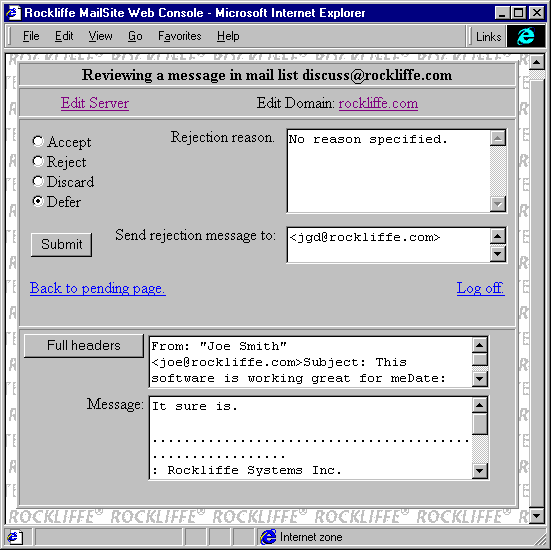 Rockliffe MailSite Web Console - Microsoft Internet Explorer
File Edit View Go Favorites Help Links
Reviewing a message in mail list discuss@rockliffe.com
Edit Server Edit Domain: rockliffe.com
Accept
Reject
Discard
Defer
Rejection reason.
No reason specified.
Submit
Send rejection message to:
<jgd@rockliffe.com>
Back to pending page. Log off.
Full headers
From: "Joe Smith"
<joe@rockliffe.com>Subject: This
software is working great for meDate:
Message:
It sure is.
..........................................
.................
: Rockliffe Systems Inc.
ROCKLIFFE® ROCKLIFFE® ROCKLIFFE® ROCKLIFFE® ROCKLIFFE®
Internet zone